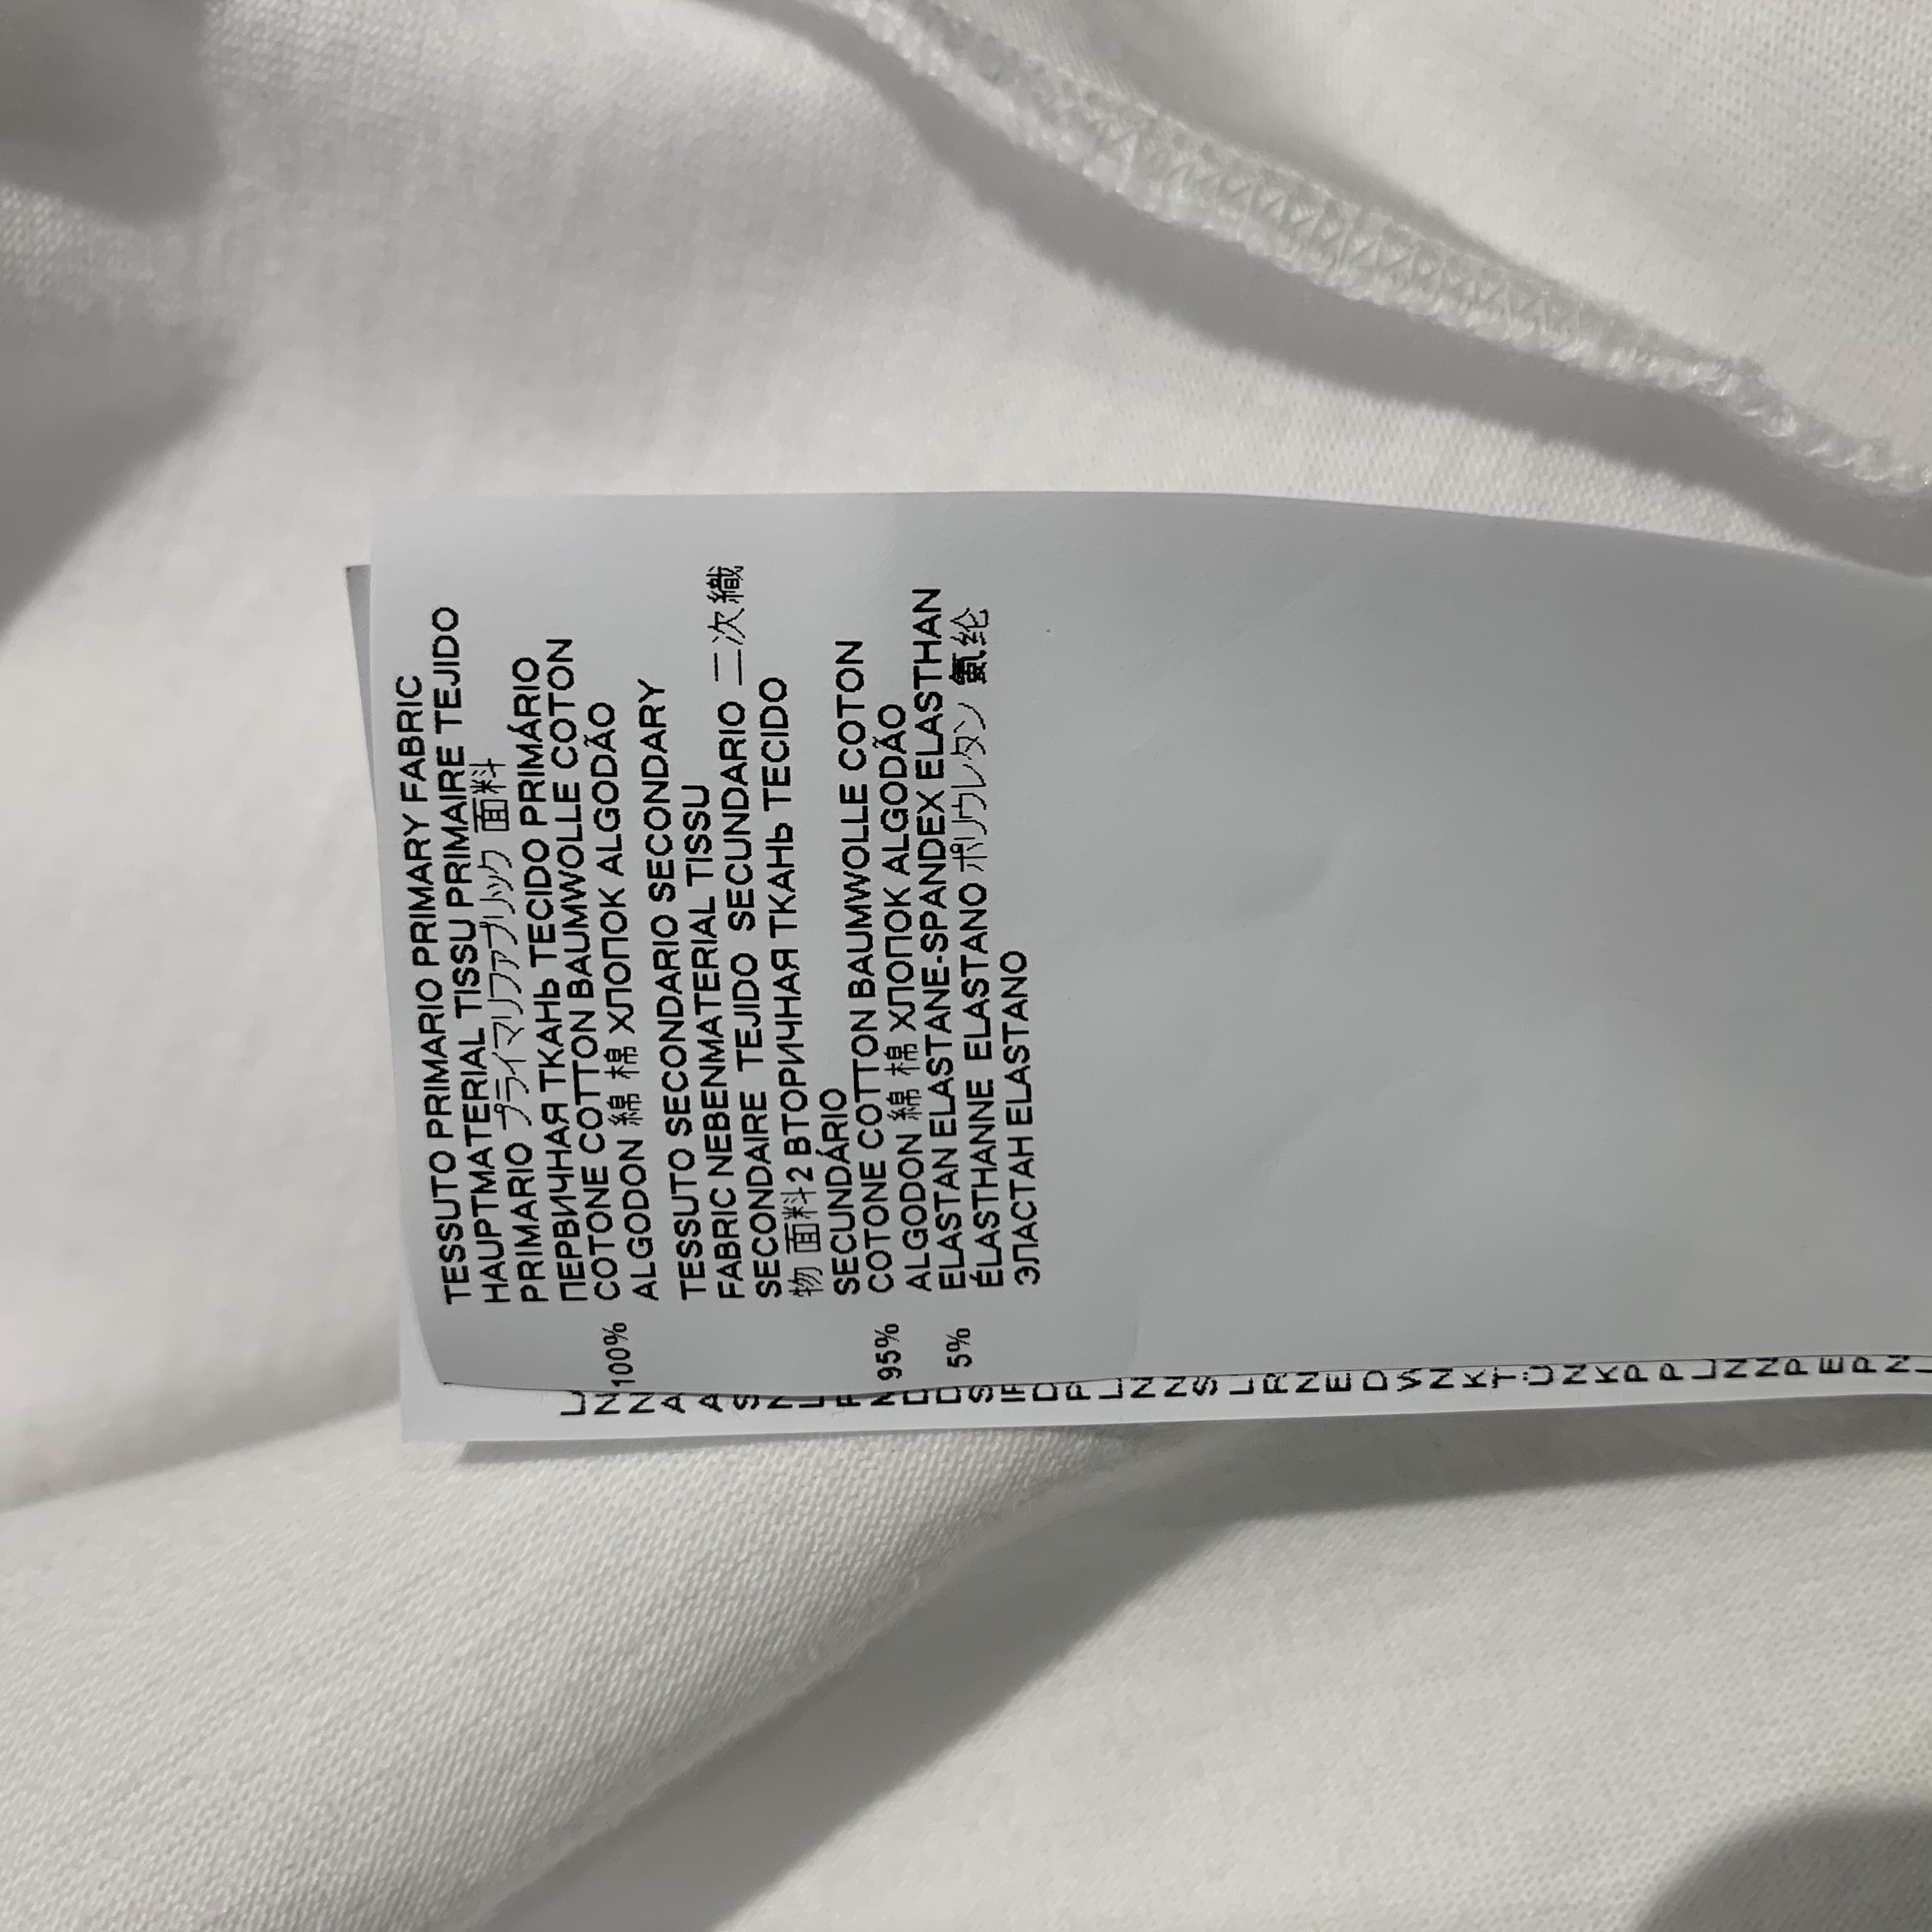 TESSUTO PRIMARIO PRIMARY FABRIC
HAUPTMATERIAL TISSU PRIMAIRE TEJIDO
PRIMARIO プライマリファブリック 面料
ПЕРВИЧНАЯ ТКАНЬ TECIDO PRIMÁRIO
100% COTONE COTTON BAUMWOLLE COTON
ALGODON 綿 棉 ХЛОПОК ALGODÃO
TESSUTO SECONDARIO SECONDARY
FABRIC NEBENMATERIAL TISSU
SECONDAIRE TEJIDO SECUNDARIO 二次織
物 面料2 ВТОРИЧНАЯ ТКАНЬ TECIDO
SECUNDÁRIO
95% COTONE COTTON BAUMWOLLE COTON
ALGODON 綿 棉 ХЛОПОК ALGODÃO
5% ELASTAN ELASTANE-SPANDEX ELASTHAN
ÉLASTHANNE ELASTANO ポリウレタン 氨纶
ЭЛАСТАН ELASTANO